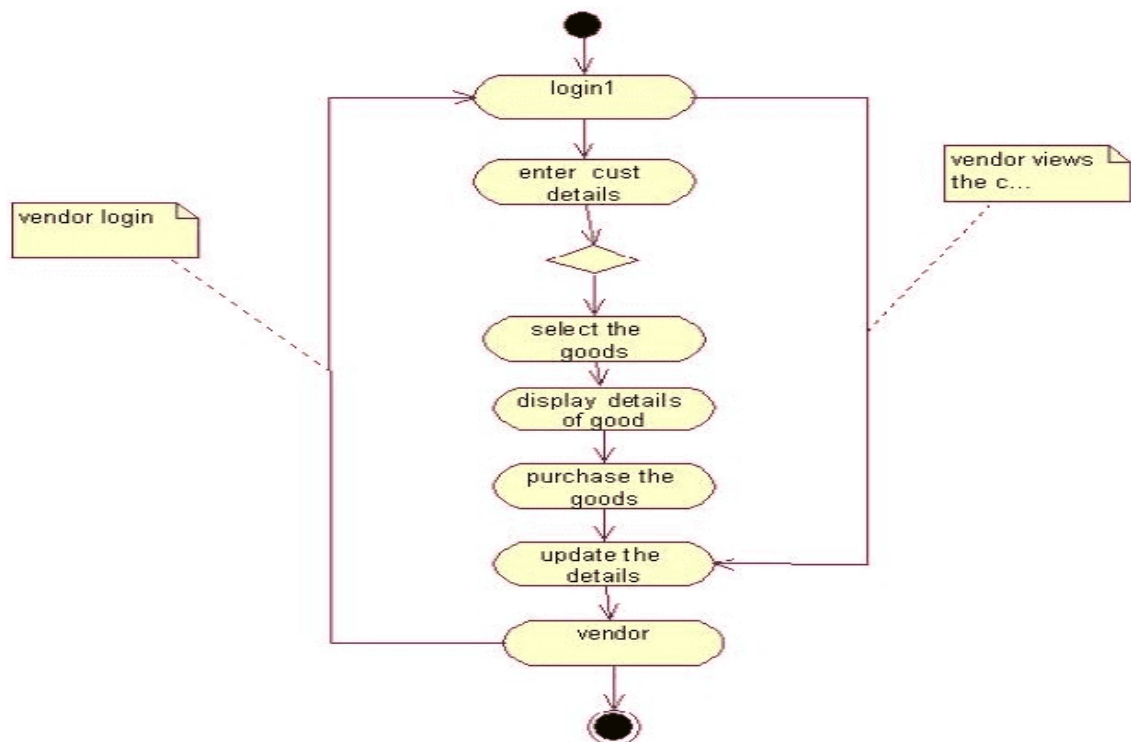 login1
enter cust
details
vendor views
the c...
vendor login
select the
goods
display details
of good
purchase the
goods
update the
details
vendor